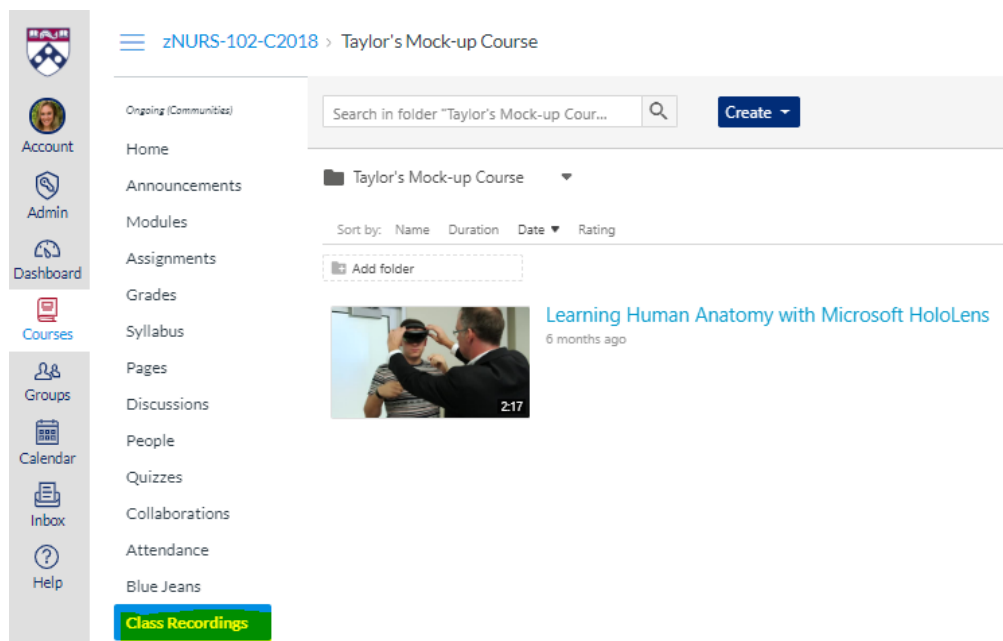 zNURS-102-C2018 › Taylor's Mock-up Course
Account
Admin
Dashboard
Courses
Groups
Calendar
Inbox
Help
Ongoing (Communities)
Home
Announcements
Modules
Assignments
Grades
Syllabus
Pages
Discussions
People
Quizzes
Collaborations
Attendance
Blue Jeans
Class Recordings
Search in folder "Taylor's Mock-up Cour...
Create
Taylor's Mock-up Course
Sort by: Name Duration Date Rating
Add folder
2:17
Learning Human Anatomy with Microsoft HoloLens
6 months ago